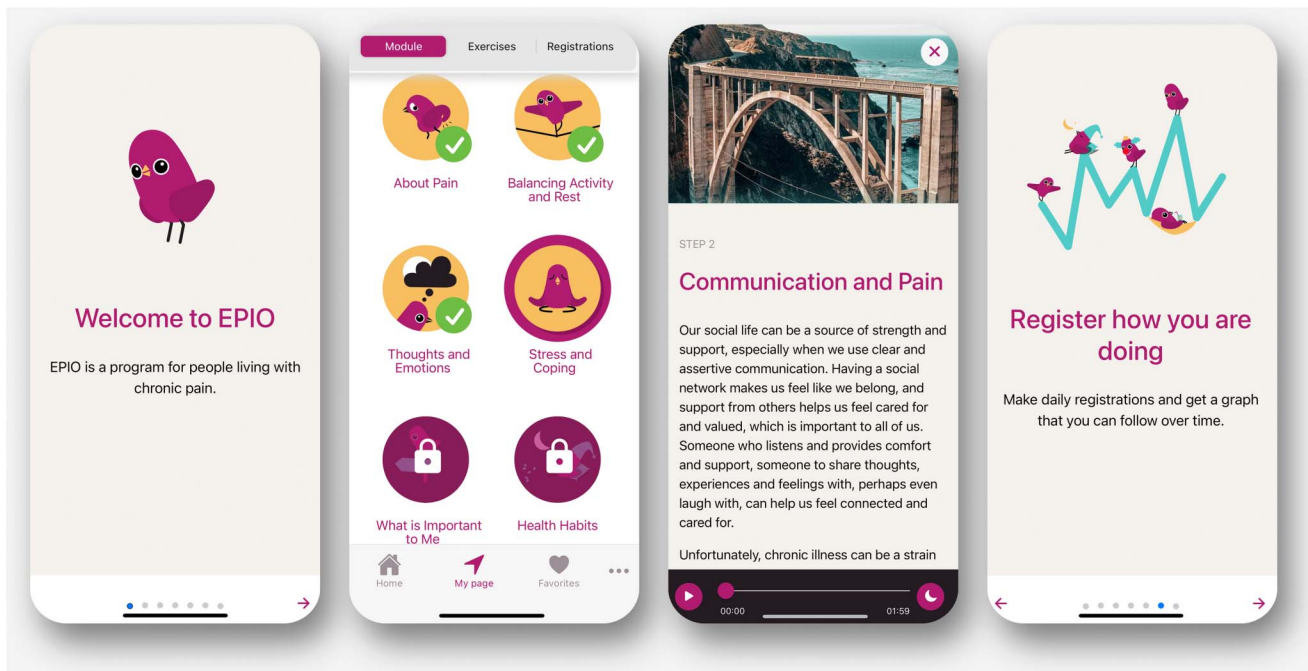 Welcome to EPIO
EPIO is a program for people living with
chronic pain.
Module
Exercises
Registrations
About Pain
Balancing Activity
and Rest
Thoughts and
Emotions
Stress and
Coping
What is Important
to Me
Health Habits
Home
My page
Favorites
STEP 2
Communication and Pain
Our social life can be a source of strength and
support, especially when we use clear and
assertive communication. Having a social
network makes us feel like we belong, and
support from others helps us feel cared for
and valued, which is important to all of us.
Someone who listens and provides comfort
and support, someone to share thoughts,
experiences and feelings with, perhaps even
laugh with, can help us feel connected and
cared for.
Unfortunately, chronic illness can be a strain
00:00
01:59
Register how you are
doing
Make daily registrations and get a graph
that you can follow over time.